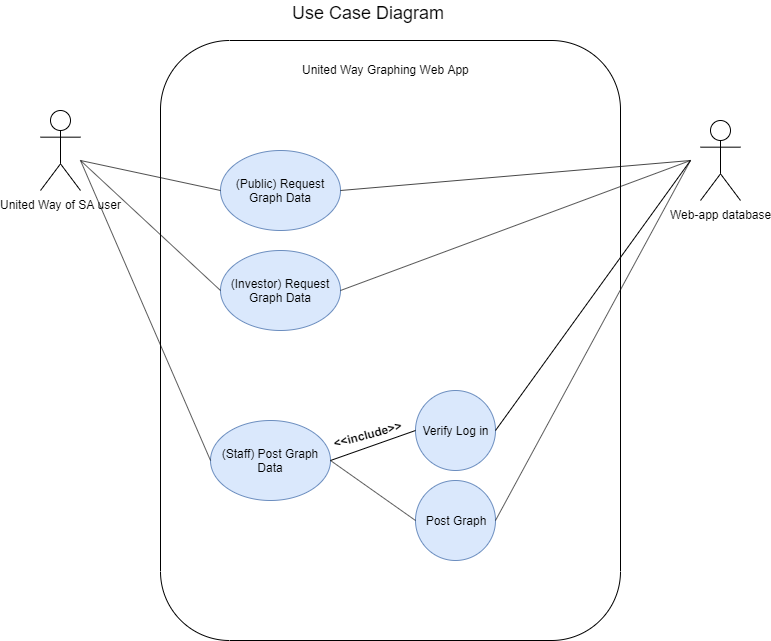 Use Case Diagram
United Way Graphing Web App
(Public) Request
Graph Data
United Way of SA user
Web-app database
(Investor) Request
Graph Data
<<include>>
Verify Log in
(Staff) Post Graph
Data
Post Graph